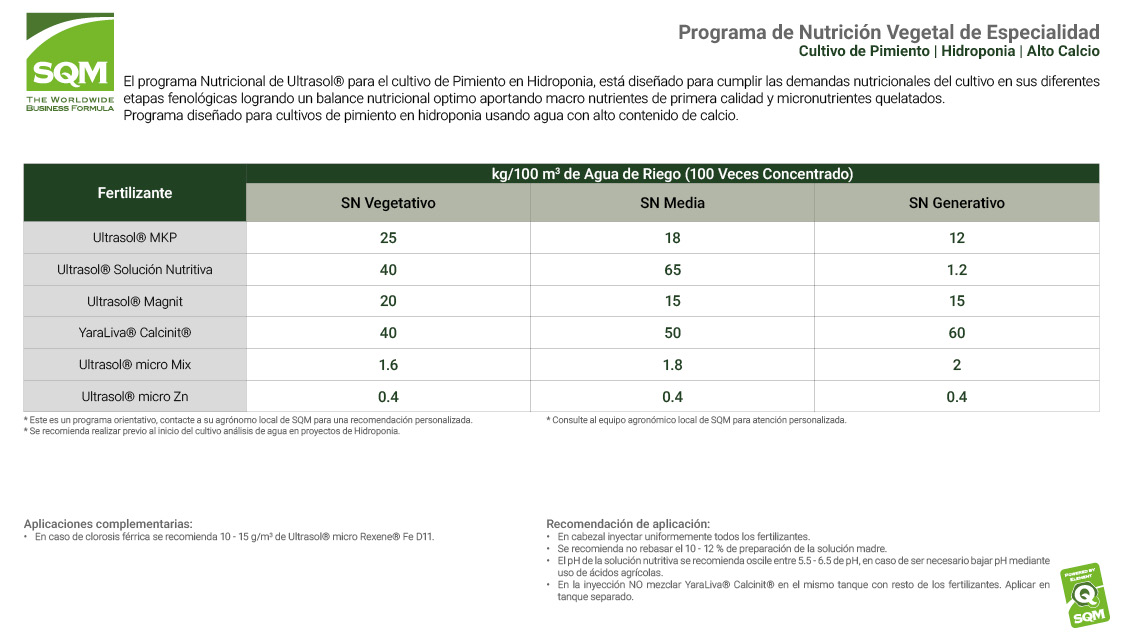 SQM
THE WORLDWIDE
BUSINESS FORMULA
Programa de Nutrición Vegetal de Especialidad
Cultivo de Pimiento | Hidroponia | Alto Calcio
El programa Nutricional de Ultrasol® para el cultivo de Pimiento en Hidroponia, está diseñado para cumplir las demandas nutricionales del cultivo en sus diferentes
etapas fenológicas logrando un balance nutricional optimo aportando macro nutrientes de primera calidad y micronutrientes quelatados.
Programa diseñado para cultivos de pimiento en hidroponia usando agua con alto contenido de calcio.
Fertilizante
kg/100 m³ de Agua de Riego (100 Veces Concentrado)
SN Vegetativo SN Media SN Generativo
Ultrasol® MKP 25 18 12
Ultrasol® Solución Nutritiva 40 65 1.2
Ultrasol® Magnit 20 15 15
YaraLiva® Calcinit® 40 50 60
Ultrasol® micro Mix 1.6 1.8 2
Ultrasol® micro Zn 0.4 0.4 0.4
* Este es un programa orientativo, contacte a su agrónomo local de SQM para una recomendación personalizada.
* Se recomienda realizar previo al inicio del cultivo análisis de agua en proyectos de Hidroponia.
* Consulte al equipo agronómico local de SQM para atención personalizada.
Aplicaciones complementarias:
• En caso de clorosis férrica se recomienda 10 - 15 g/m³ de Ultrasol® micro Rexene® Fe D11.
Recomendación de aplicación:
• En cabezal inyectar uniformemente todos los fertilizantes.
• Se recomienda no rebasar el 10 - 12 % de preparación de la solución madre.
• El pH de la solución nutritiva se recomienda oscile entre 5.5 - 6.5 de pH, en caso de ser necesario bajar pH mediante
uso de ácidos agrícolas.
• En la inyección NO mezclar YaraLiva® Calcinit® en el mismo tanque con resto de los fertilizantes. Aplicar en
tanque separado.
POWERED BY
ELEMENT
Q
SQM